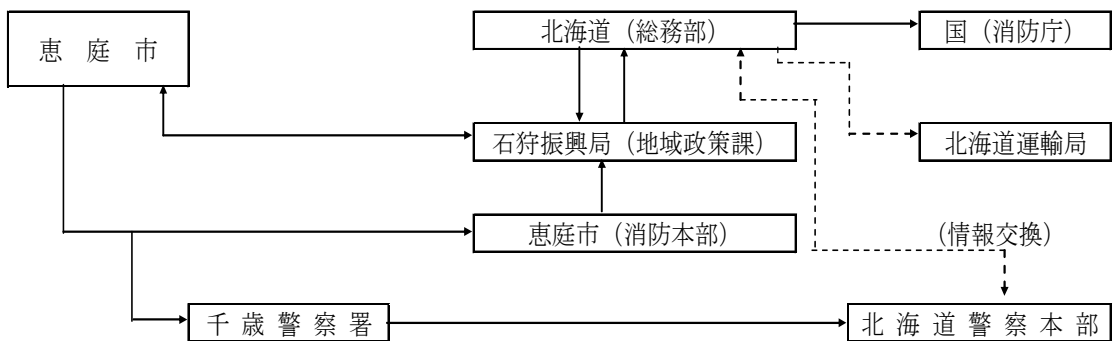 北海道（総務部）
国（消防庁）
恵庭市
石狩振興局（地域政策課）
北海道運輸局
恵庭市（消防本部）
（情報交換）
千歳警察署
北海道警察本部